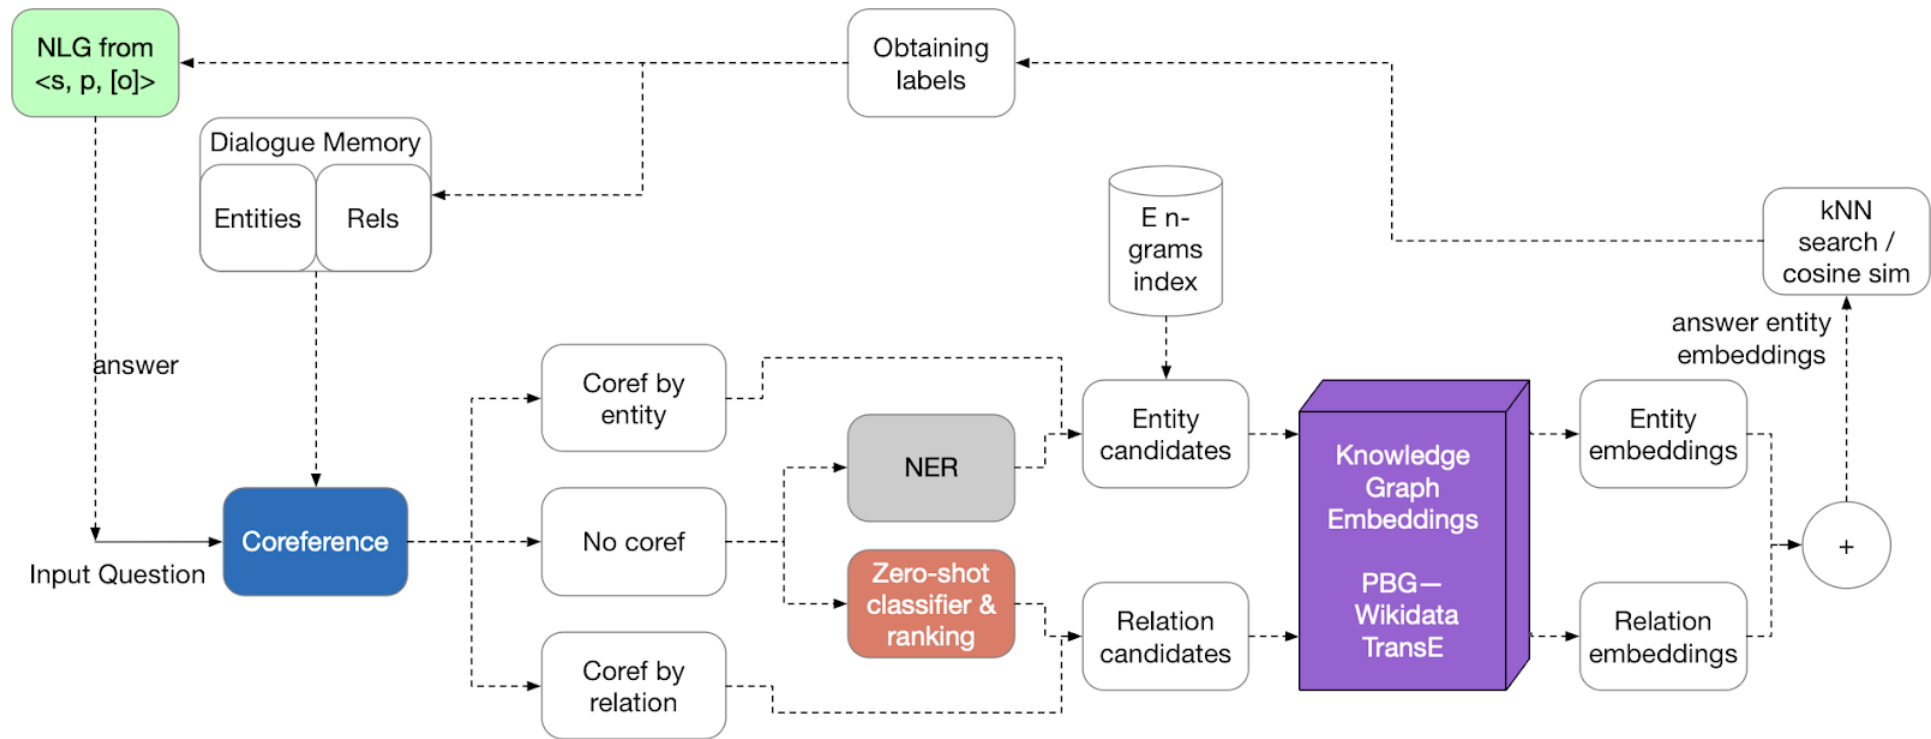 NLG from
<s, p, [o]>
Obtaining
labels
Dialogue Memory
Entities
Rels
E n-
grams
index
kNN
search /
cosine sim
answer entity
embeddings
answer
Input Question
Coreference
Coref by
entity
No coref
Coref by
relation
NER
Zero-shot
classifier &
ranking
Entity
candidates
Relation
candidates
Knowledge
Graph
Embeddings
PBG—
Wikidata
TransE
Entity
embeddings
Relation
embeddings
+